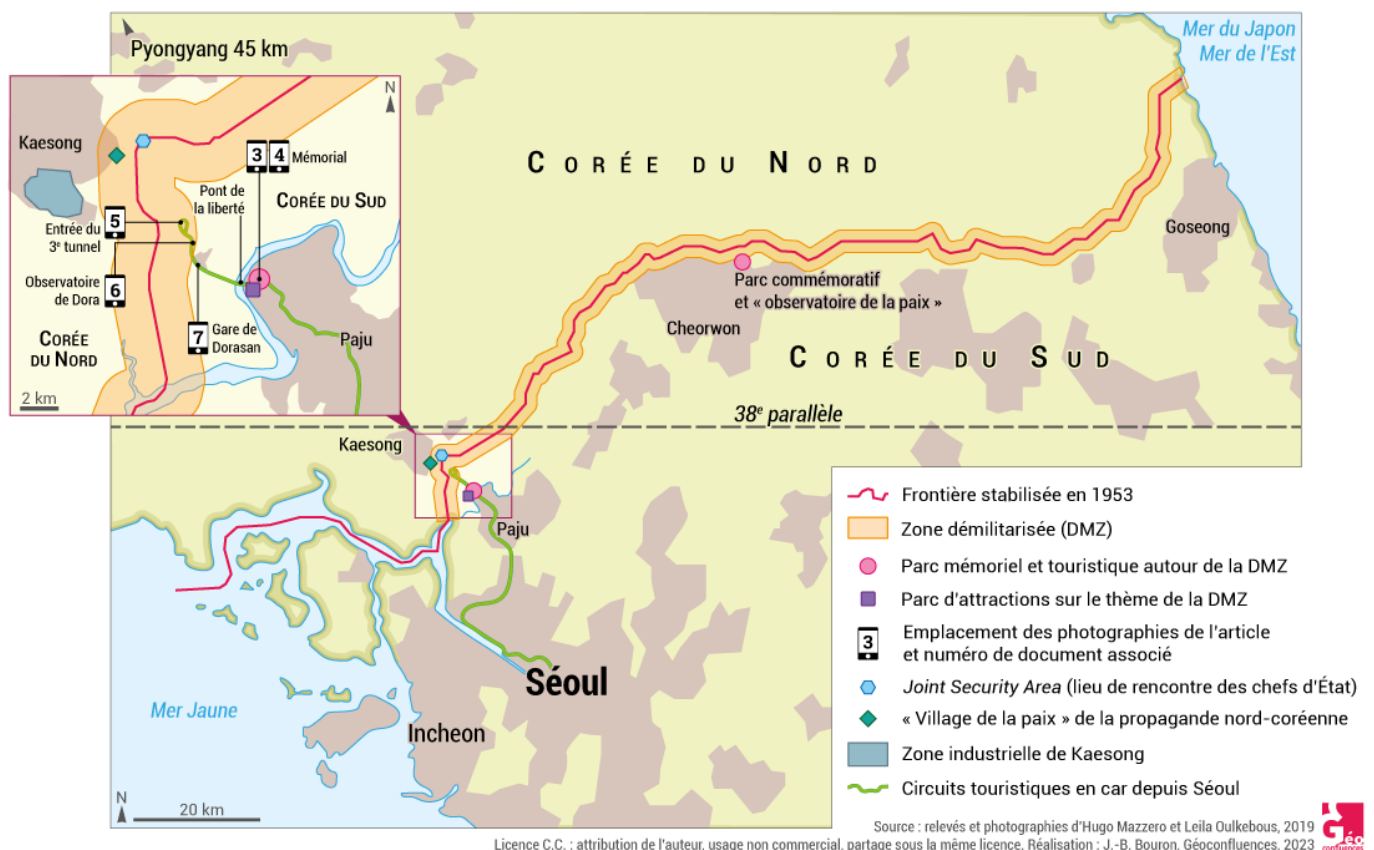 Pyongyang 45 km
Mer du Japon
Mer de l'Est
N
Kaesong
3 4 Mémorial
Pont de
la liberté
CORÉE DU SUD
5
Entrée du
3e tunnel
Observatoire
de Dora
6
7
Gare de
Dorasan
CORÉE
DU NORD
Paju
2 km
CORÉE DU NORD
Goseong
Parc commémoratif
et « observatoire de la paix »
Cheorwon
CORÉE DU SUD
38e parallèle
Kaesong
Paju
Séoul
Mer Jaune
Incheon
N
20 km
Frontière stabilisée en 1953
Zone démilitarisée (DMZ)
Parc mémoriel et touristique autour de la DMZ
Parc d'attractions sur le thème de la DMZ
3
Emplacement des photographies de l'article
et numéro de document associé
Joint Security Area (lieu de rencontre des chefs d'État)
« Village de la paix » de la propagande nord-coréenne
Zone industrielle de Kaesong
Circuits touristiques en car depuis Séoul
Source : relevés et photographies d'Hugo Mazzero et Leila Oulkebous, 2019
Licence C.C. : attribution de l'auteur, usage non commercial, partage sous la même licence. Réalisation : J.-B. Bouron, Géoconfluences, 2023
Géo
confluences